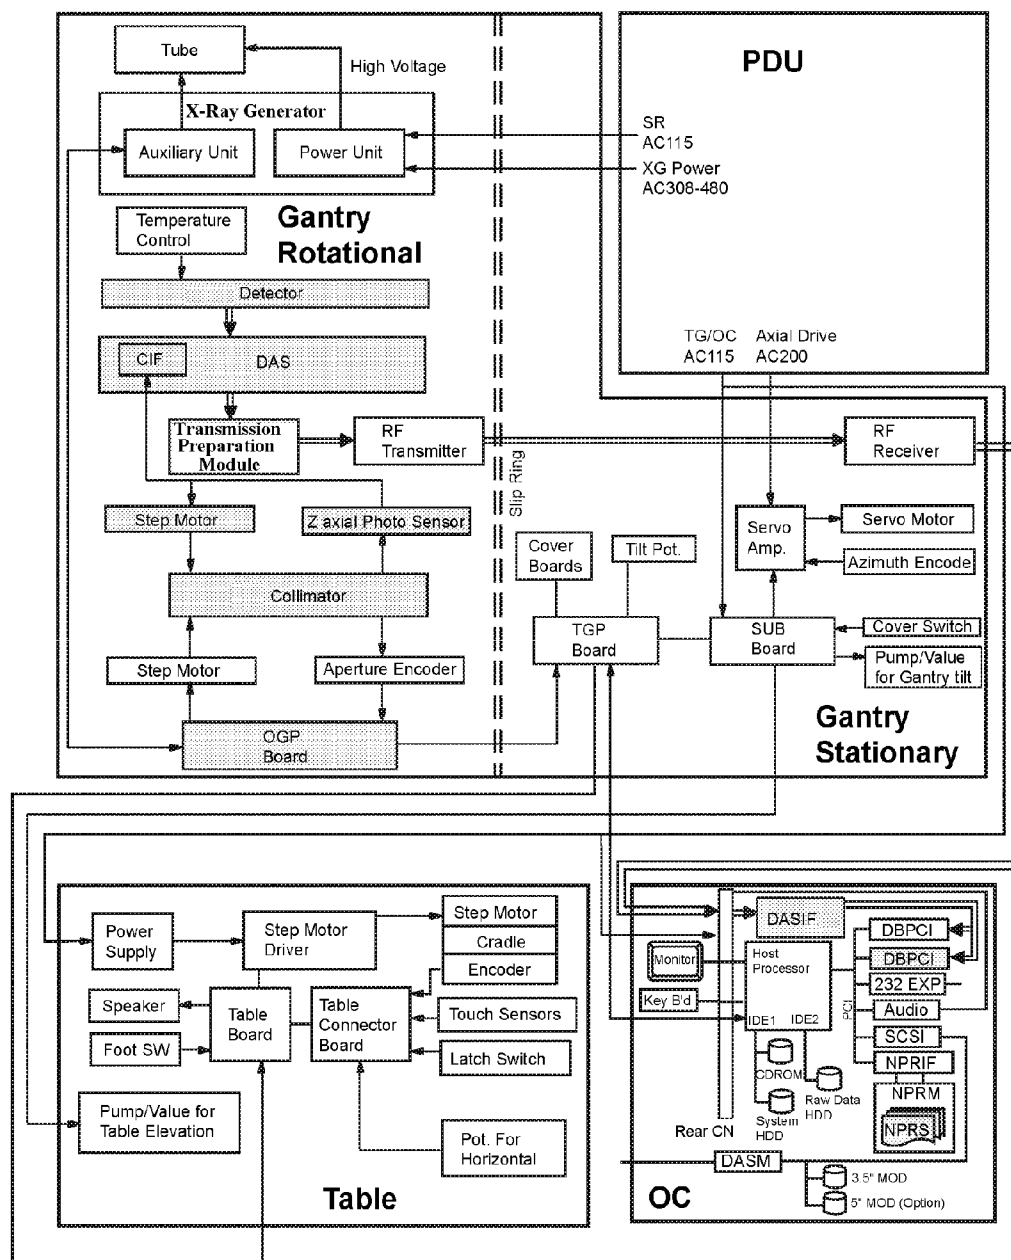 Tube
High Voltage
X-Ray Generator
Auxiliary Unit
Power Unit
PDU
SR
AC115
XG Power
AC308-480
Gantry
Rotational
Temperature
Control
Detector
CIF
DAS
TG/OC
AC115
Axial Drive
AC200
Transmission
Preparation
Module
RF
Transmitter
Slip Ring
RF
Receiver
Step Motor
Z axial Photo Sensor
Cover
Boards
Tilt Pot.
Servo
Amp.
Servo Motor
Azimuth Encode
Collimator
TGP
Board
SUB
Board
Cover Switch
Pump/Value
for Gantry tilt
Step Motor
Aperture Encoder
OGP
Board
Gantry
Stationary
Power
Supply
Step Motor
Driver
Step Motor
Cradle
Encoder
Speaker
Foot SW
Table
Board
Table
Connector
Board
Touch Sensors
Latch Switch
Pump/Value for
Table Elevation
Pot. For
Horizontal
Table
DASIF
DBPCI
DBPCI
232 EXP
Audio
SCSI
NPRIF
NPRM
NPRS
PCI
Monitor
Host
Processor
Key B'd
IDE1
IDE2
CDROM
Raw Data
HDD
System
HDD
Rear CN
DASM
3.5" MOD
5" MOD (Option)
OC